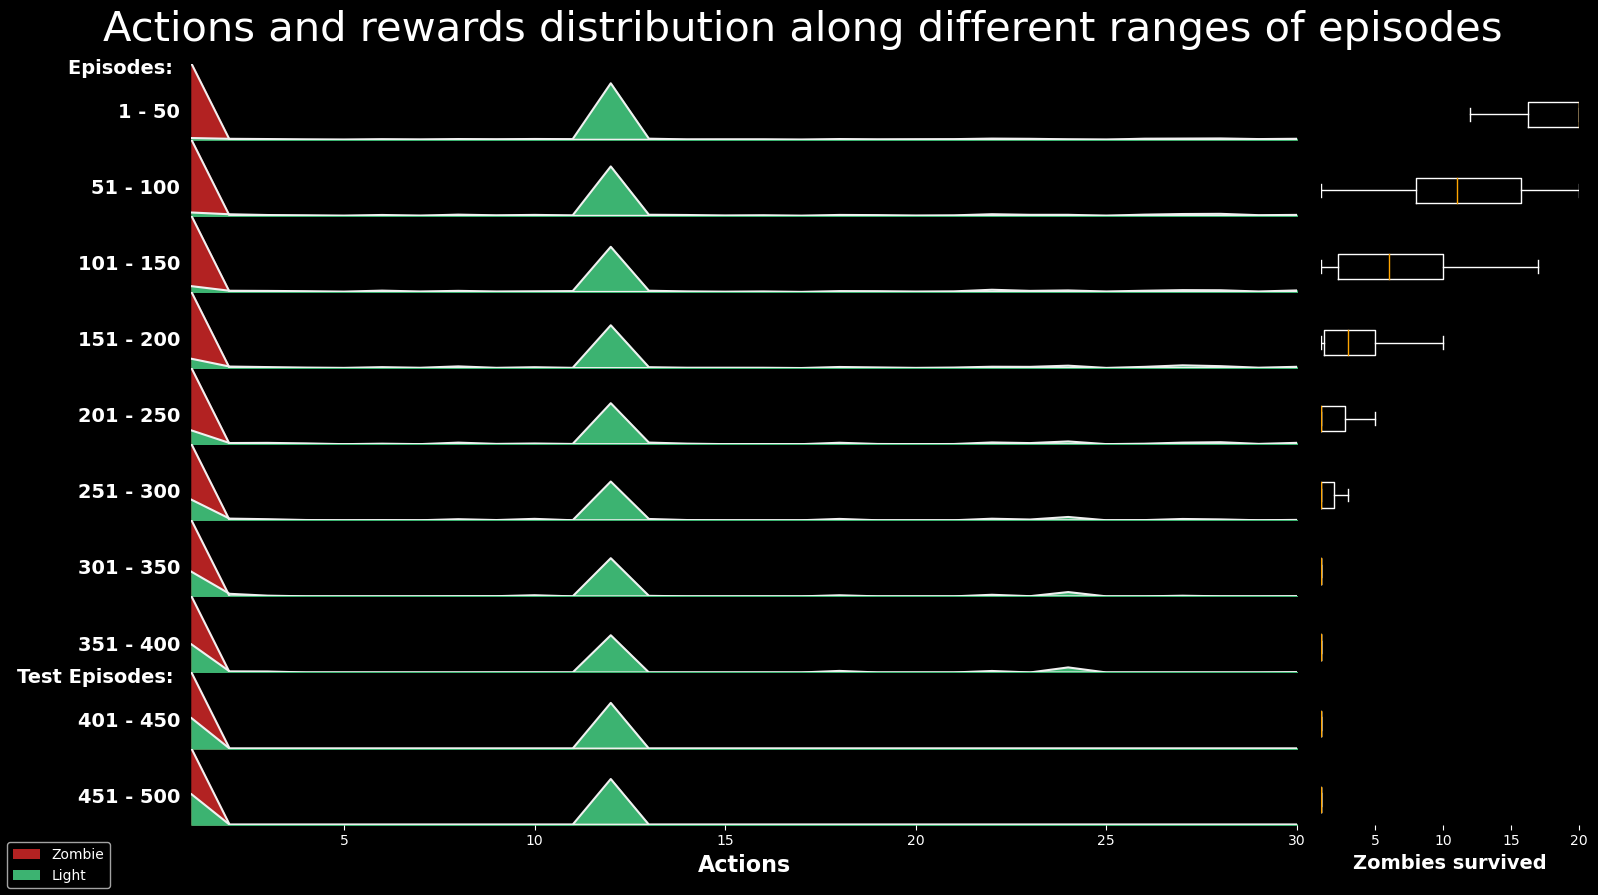 Actions and rewards distribution along different ranges of episodes
Episodes:
1 - 50
51 - 100
101 - 150
151 - 200
201 - 250
251 - 300
301 - 350
351 - 400
Test Episodes:
401 - 450
451 - 500
5 10 15 20 25 30
Actions
5 10 15 20
Zombies survived
Zombie
Light